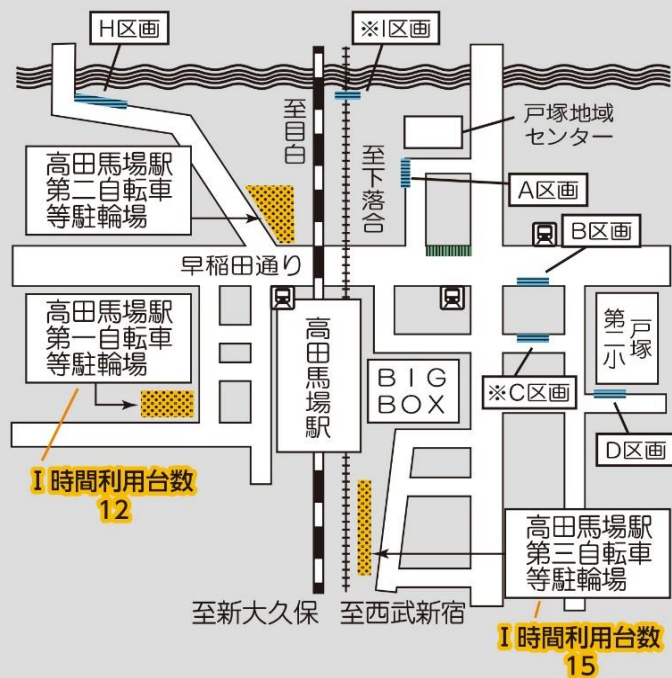 H区画
※I区画
至目白
至下落合
戸塚地域
センター
高田馬場駅
第二自転車
等駐輪場
A区画
B区画
早稲田通り
高田馬場駅
第一自転車
等駐輪場
高田馬場駅
BIG
BOX
戸塚
第二小
※C区画
D区画
I 時間利用台数
12
高田馬場駅
第三自転車
等駐輪場
至新大久保
至西武新宿
I 時間利用台数
15